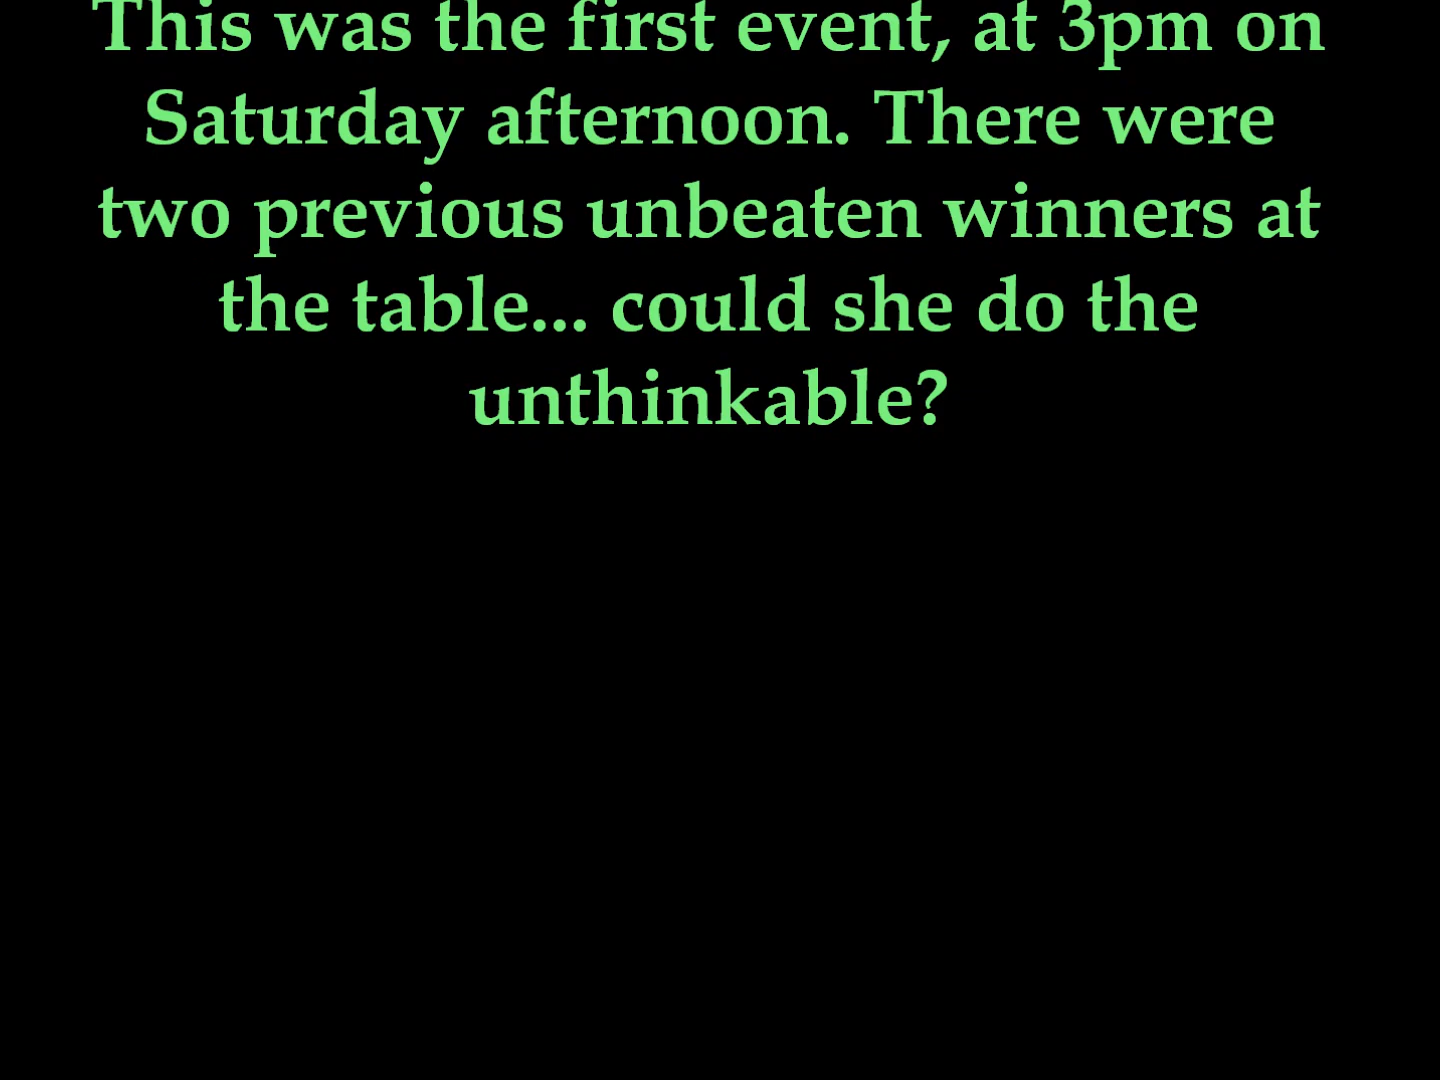 This was the first event, at 3pm on
Saturday afternoon. There were
two previous unbeaten winners at
the table... could she do the
unthinkable?